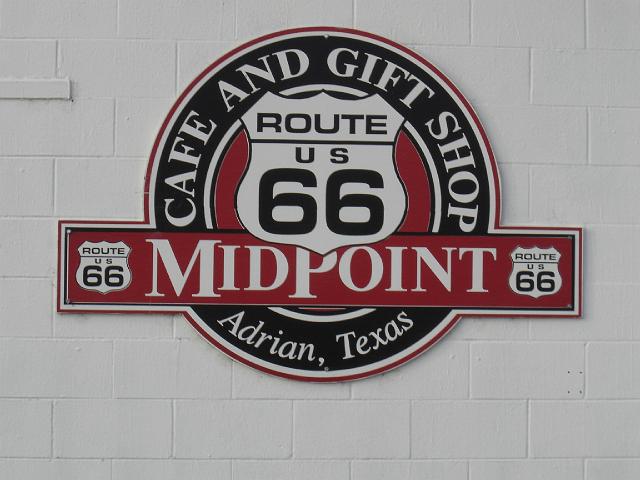 CAFE AND GIFT SHOP
ROUTE
US
66
ROUTE
US
66
MIDPOINT
ROUTE
US
66
Adrian, Texas